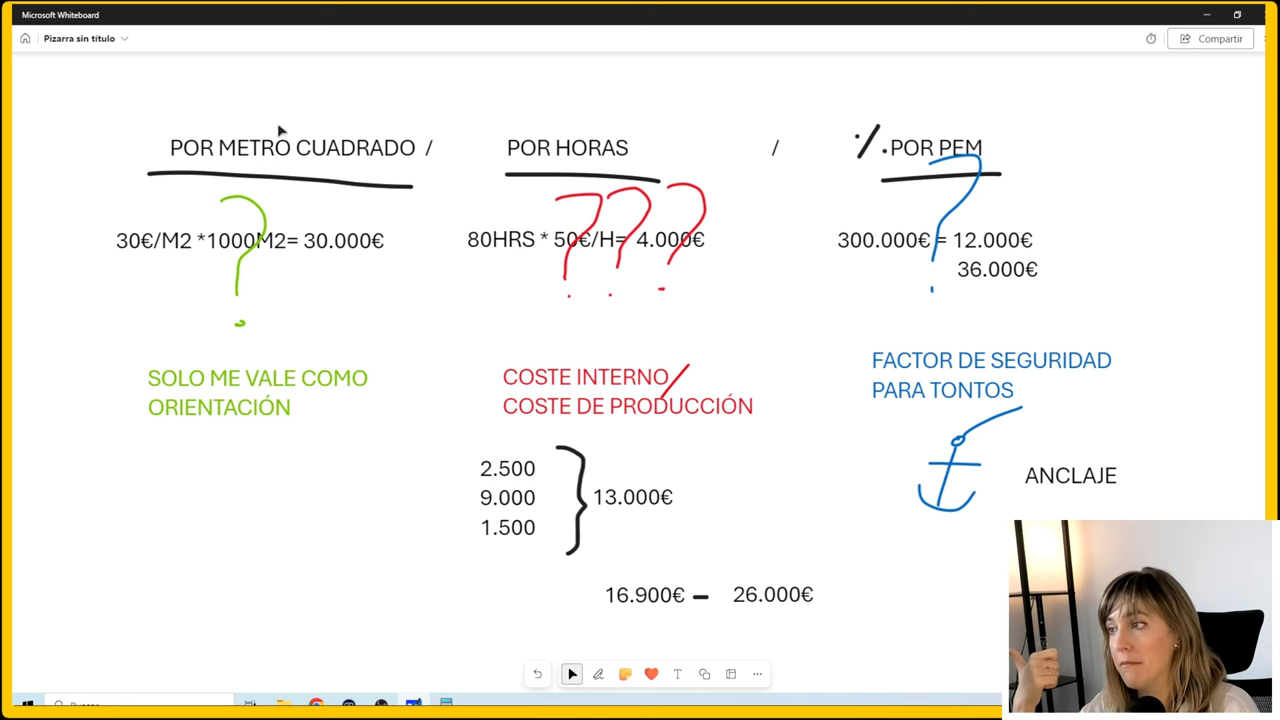 Microsoft Whiteboard
Pizarra sin título
Compartir
POR METRO CUADRADO / POR HORAS / %. POR PEM
? ??? ?
30€/M2 *1000M2= 30.000€
80HRS * 50€/H= 4.000€
300.000€ = 12.000€
36.000€
SOLO ME VALE COMO
ORIENTACIÓN
COSTE INTERNO/
COSTE DE PRODUCCIÓN
2.500
9.000
1.500
} 13.000€
16.900€ – 26.000€
FACTOR DE SEGURIDAD
PARA TONTOS
ANCLAJE